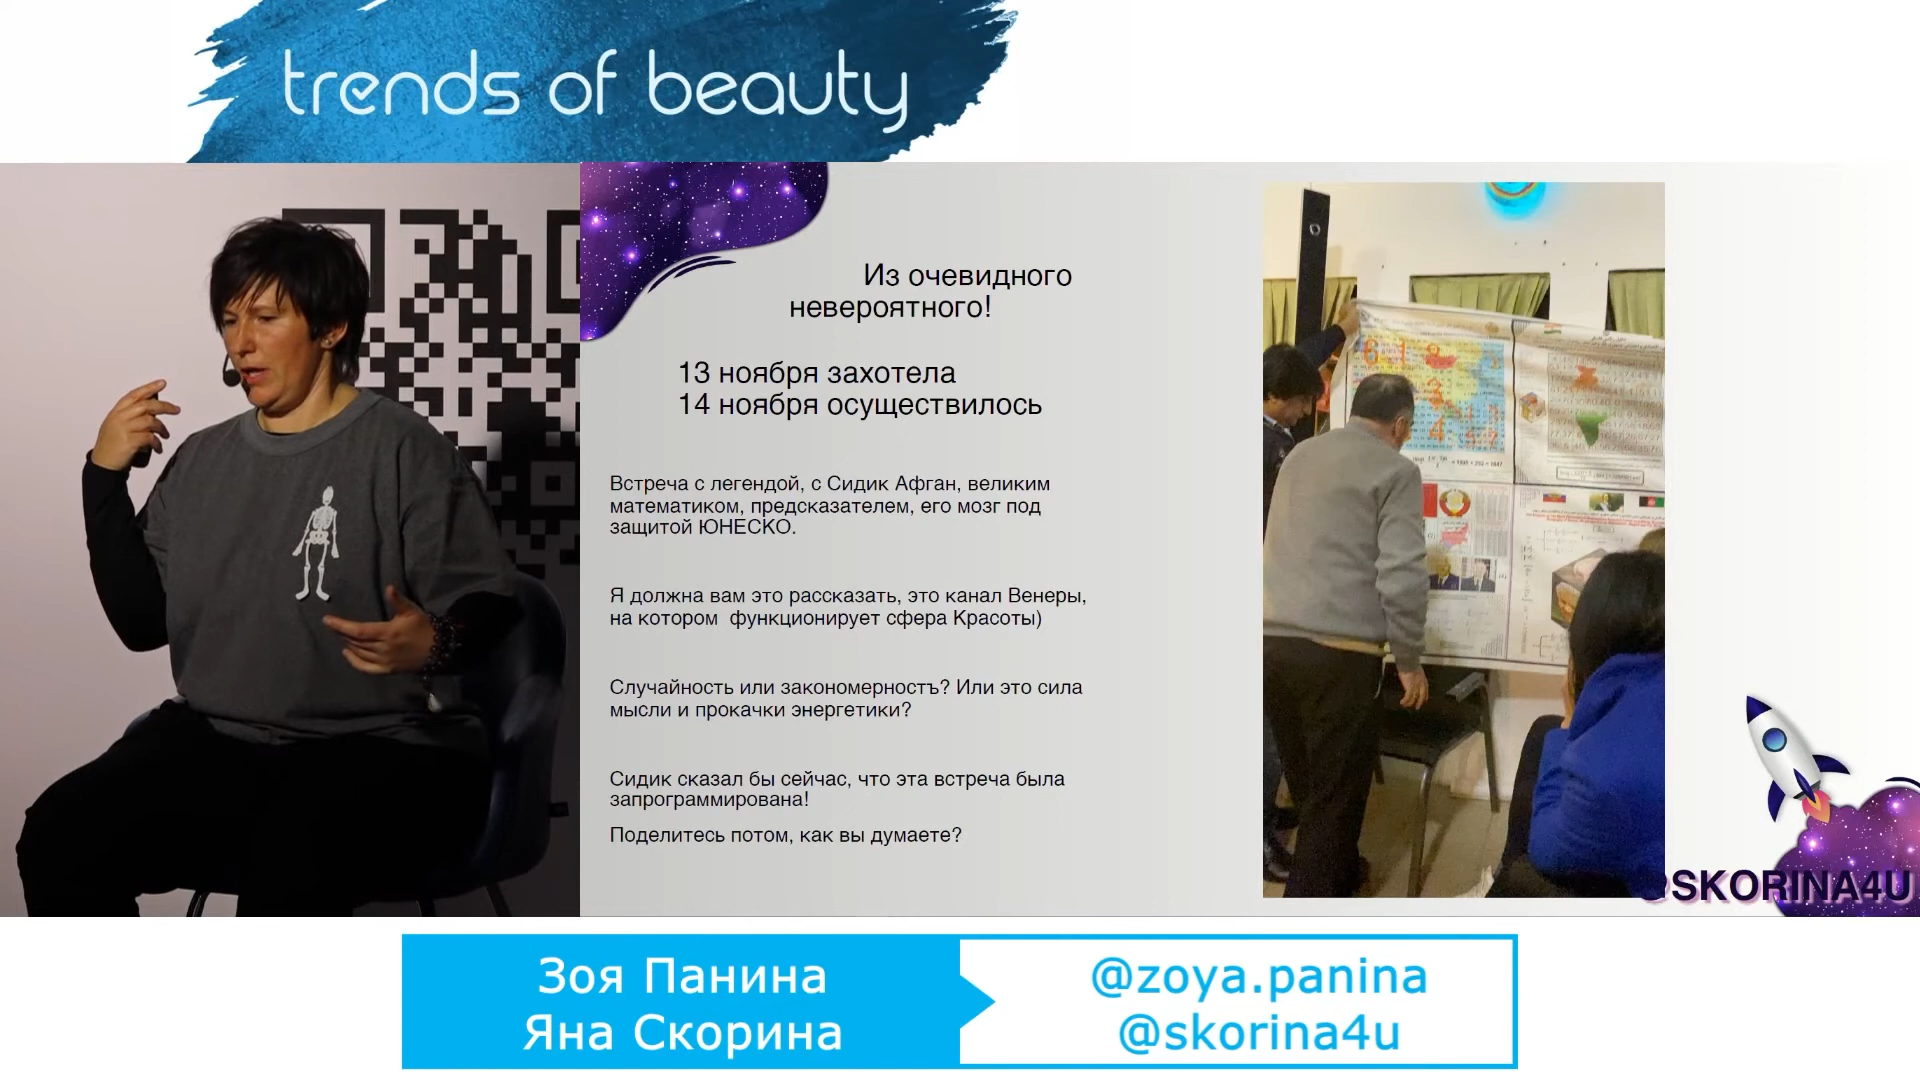 trends of beauty
Из очевидного
невероятного!
13 ноября захотела
14 ноября осуществилось
Встреча с легендой, с Сидик Афган, великим
математиком, предсказателем, его мозг под
защитой ЮНЕСКО.
Я должна вам это рассказать, это канал Венеры,
на котором функционирует сфера Красоты)
Случайность или закономерность? Или это сила
мысли и прокачки энергетики?
Сидик сказал бы сейчас, что эта встреча была
запрограммирована!
Поделитесь потом, как вы думаете?
@SKORINA4U
Зоя Панина
Яна Скорина
@zoya.panina
@skorina4u